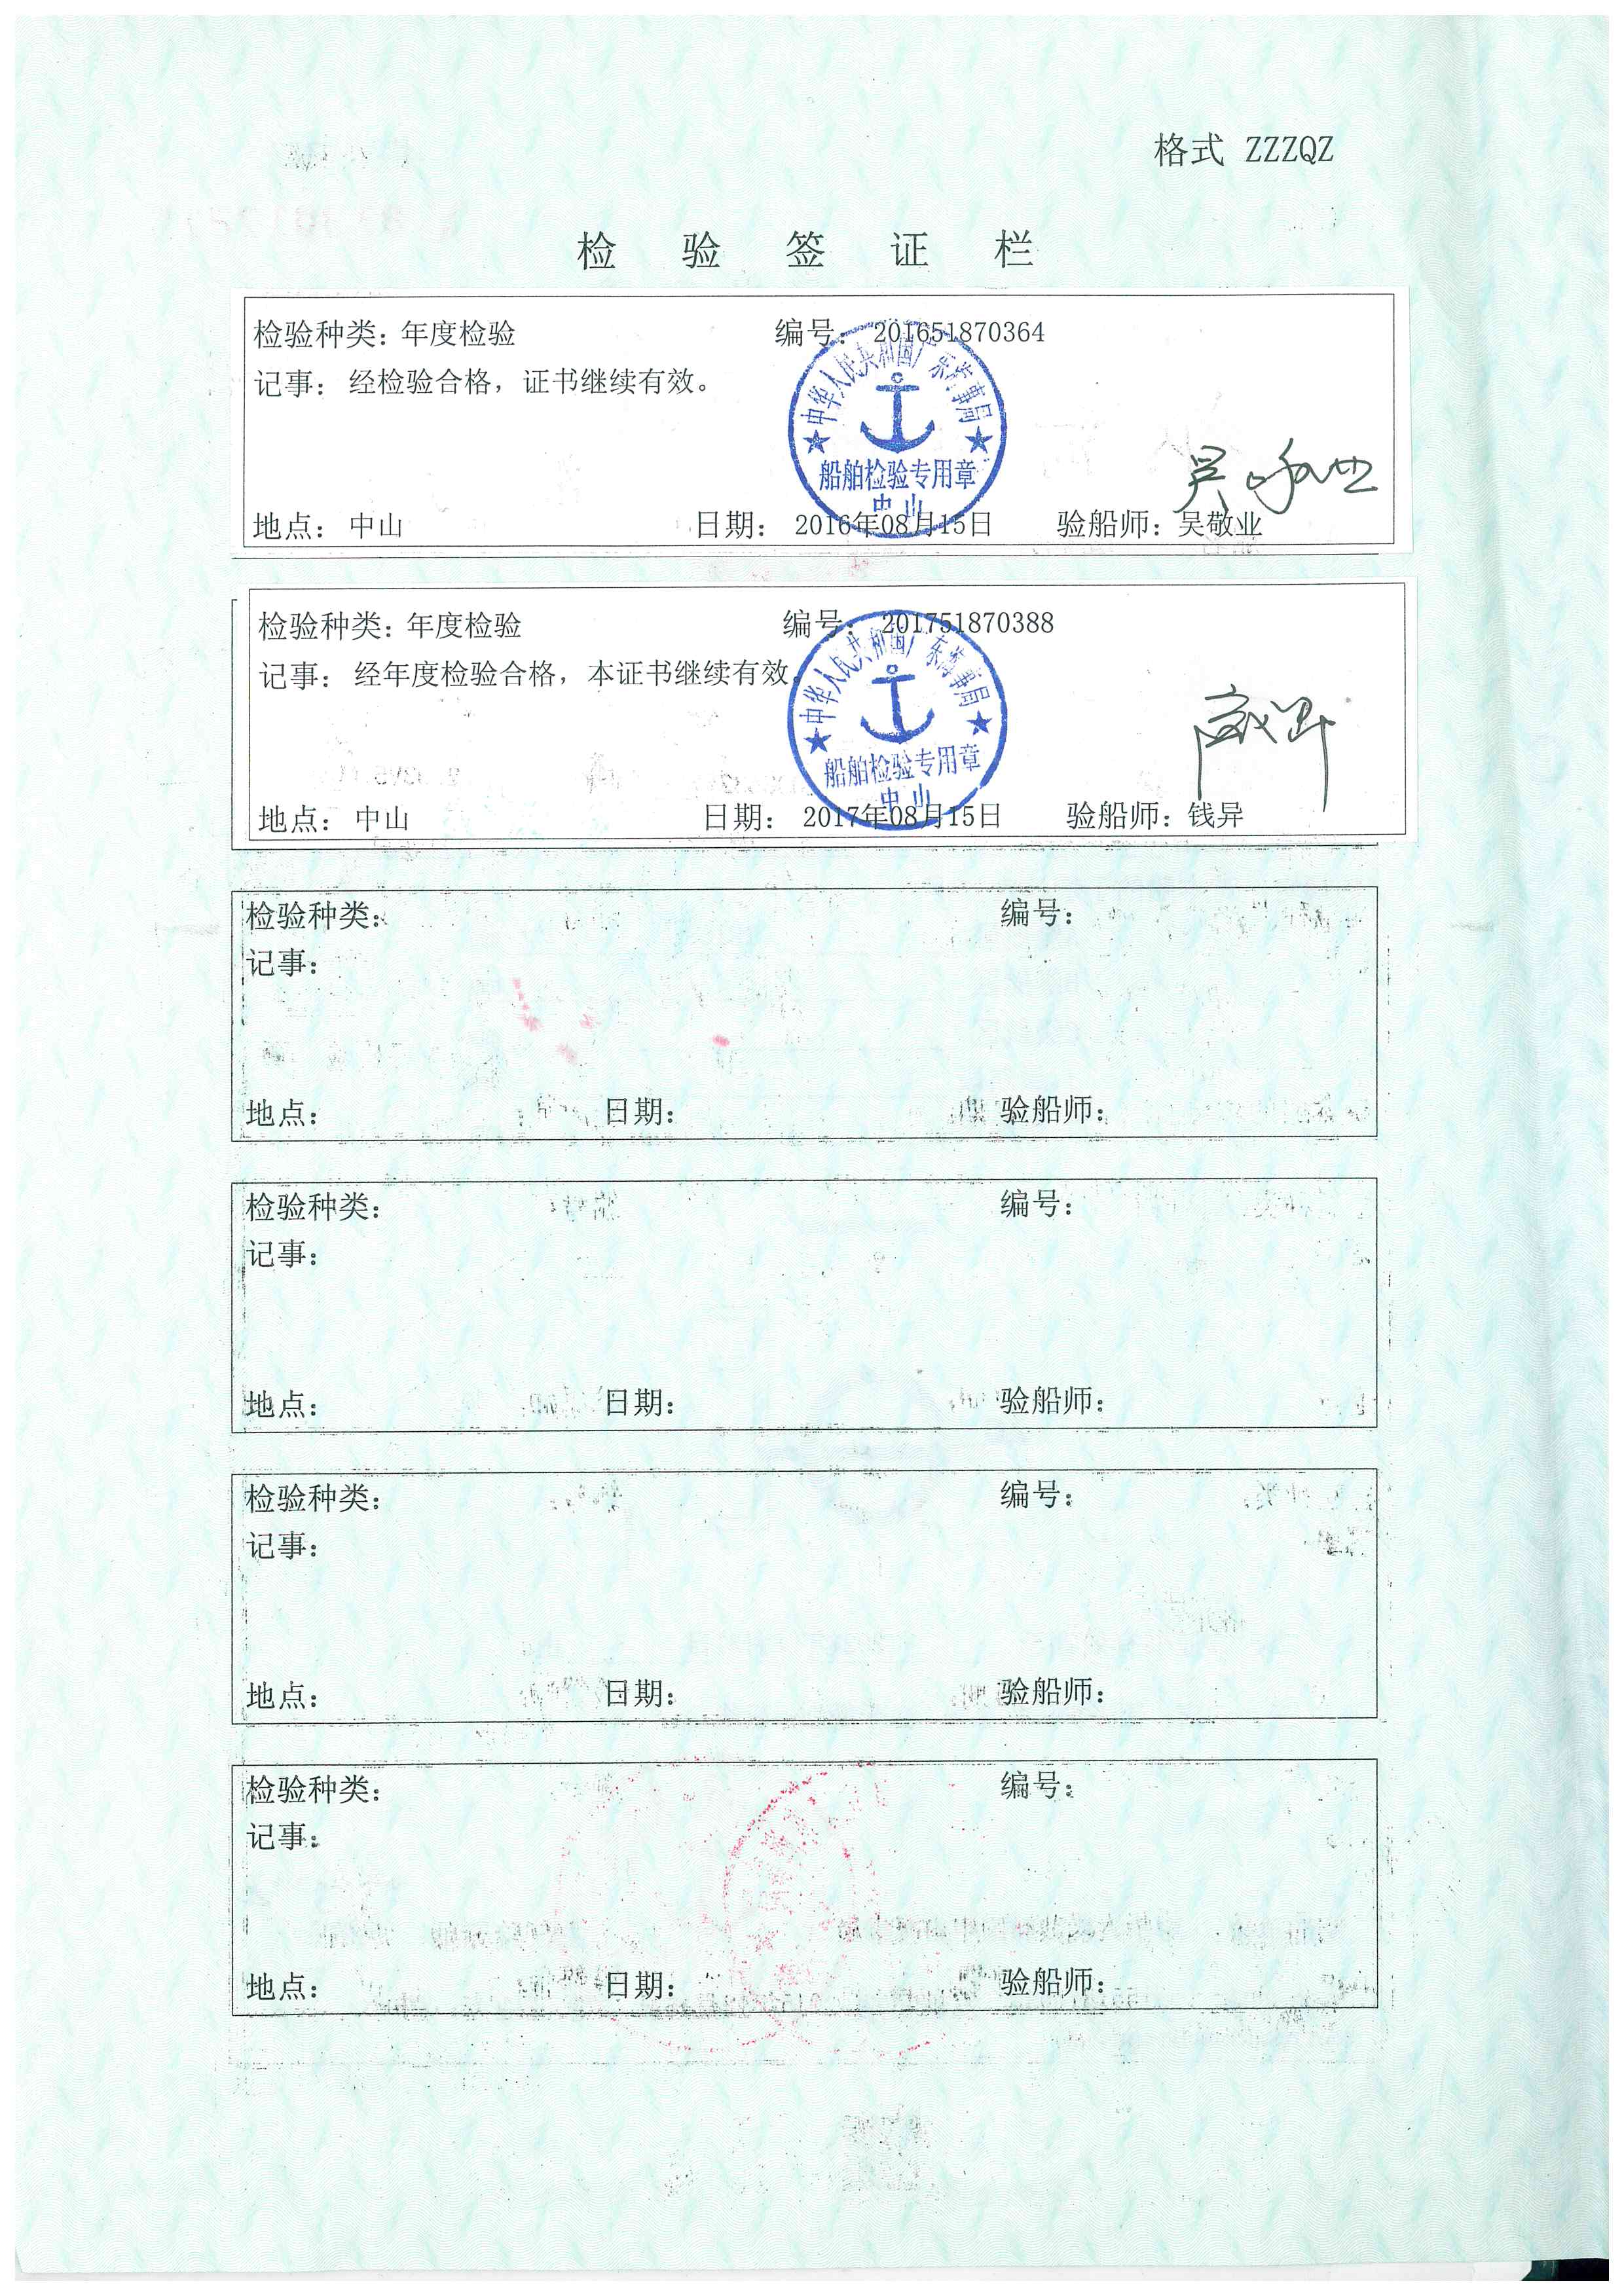 格式 ZZZQZ
检 验 签 证 栏
检验种类：年度检验 编号：201651870364
记事：经检验合格，证书继续有效。
中华人民共和国广东海事局
船舶检验专用章
中山
地点：中山 日期：2016年08月15日 验船师：吴敬业
检验种类：年度检验 编号：201751870388
记事：经年度检验合格，本证书继续有效。
中华人民共和国广东海事局
船舶检验专用章
中山
地点：中山 日期：2017年08月15日 验船师：钱异
检验种类： 编号：
记事：
地点： 日期： 验船师：
检验种类： 编号：
记事：
地点： 日期： 验船师：
检验种类： 编号：
记事：
地点： 日期： 验船师：
检验种类： 编号：
记事：
地点： 日期： 验船师：